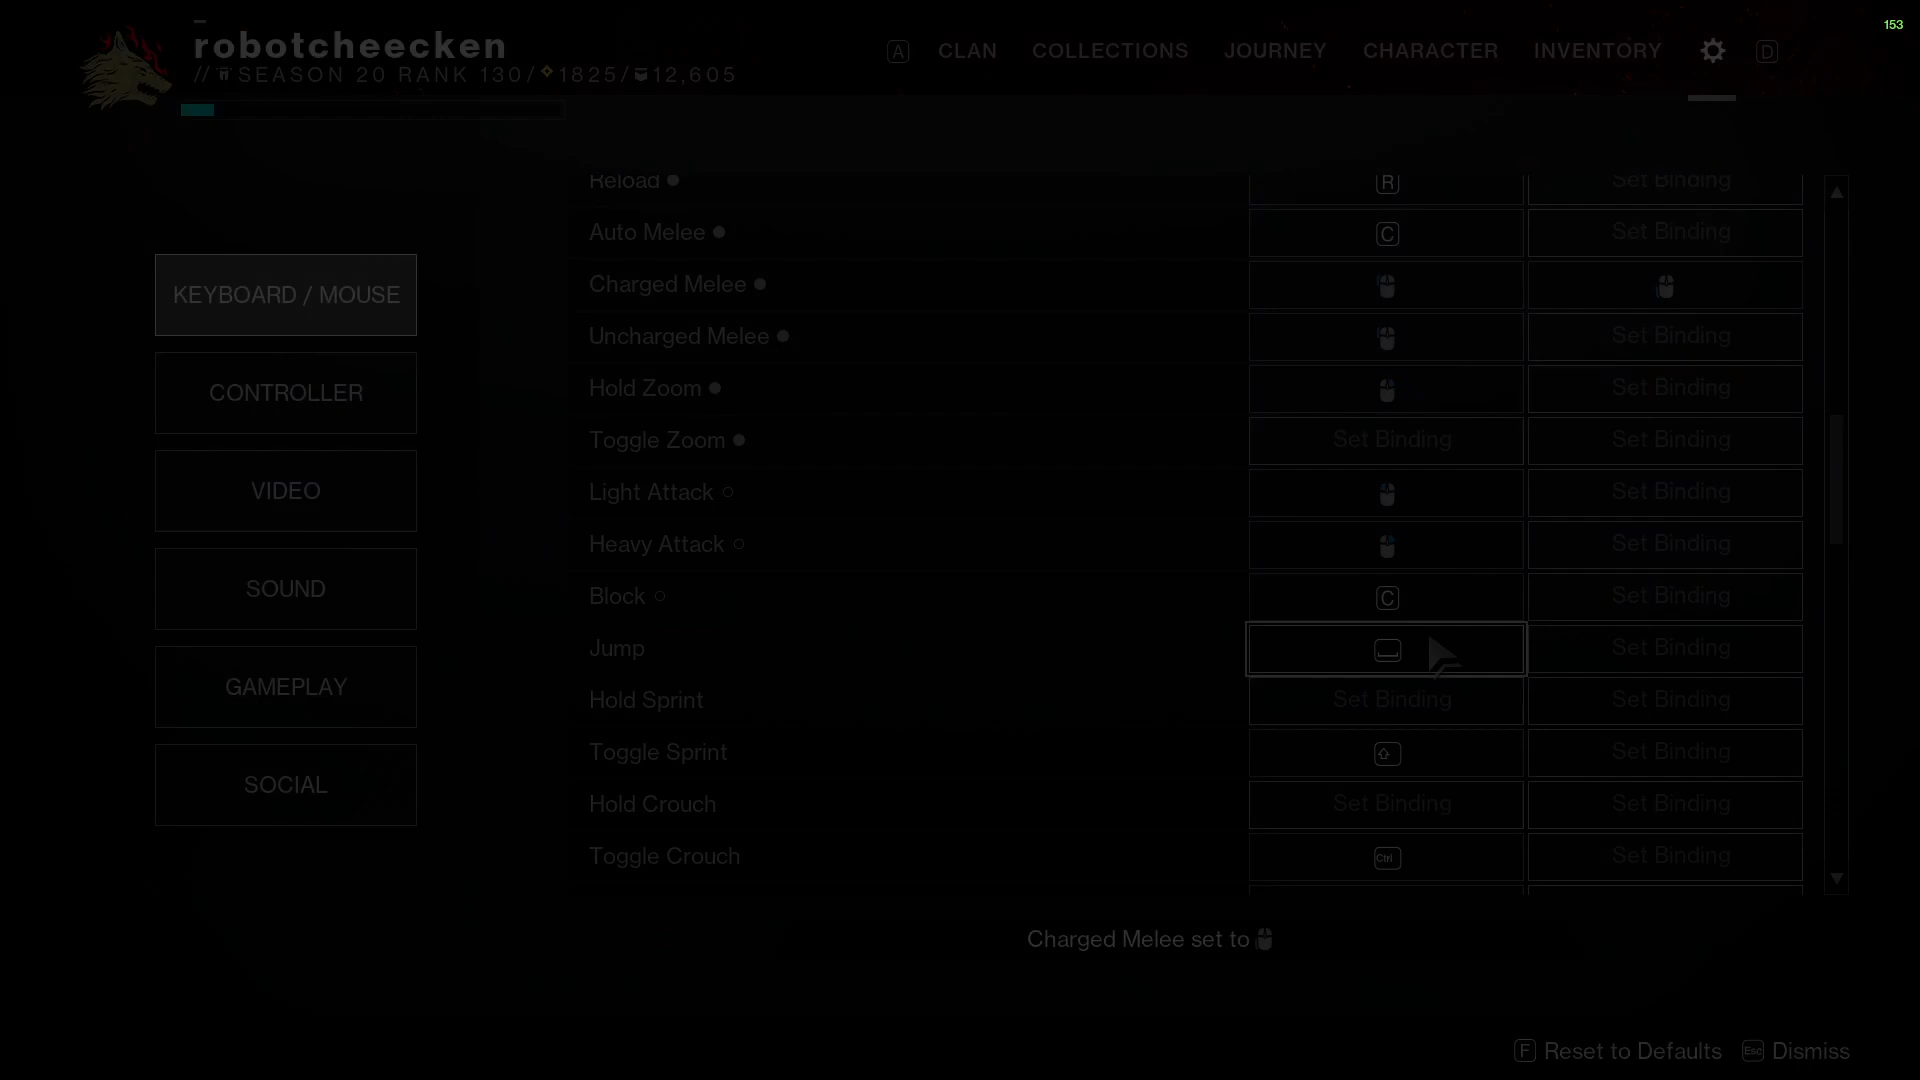 153
robotcheecken
// SEASON 20 RANK 130/ 1825/ 12,605
A CLAN COLLECTIONS JOURNEY CHARACTER INVENTORY D
KEYBOARD / MOUSE
CONTROLLER
VIDEO
SOUND
GAMEPLAY
SOCIAL
Reload R Set Binding
Auto Melee C Set Binding
Charged Melee
Uncharged Melee Set Binding
Hold Zoom Set Binding
Toggle Zoom Set Binding Set Binding
Light Attack Set Binding
Heavy Attack Set Binding
Block C Set Binding
Jump Set Binding
Hold Sprint Set Binding Set Binding
Toggle Sprint Set Binding
Hold Crouch Set Binding Set Binding
Toggle Crouch Ctrl Set Binding
Charged Melee set to
F Reset to Defaults Esc Dismiss